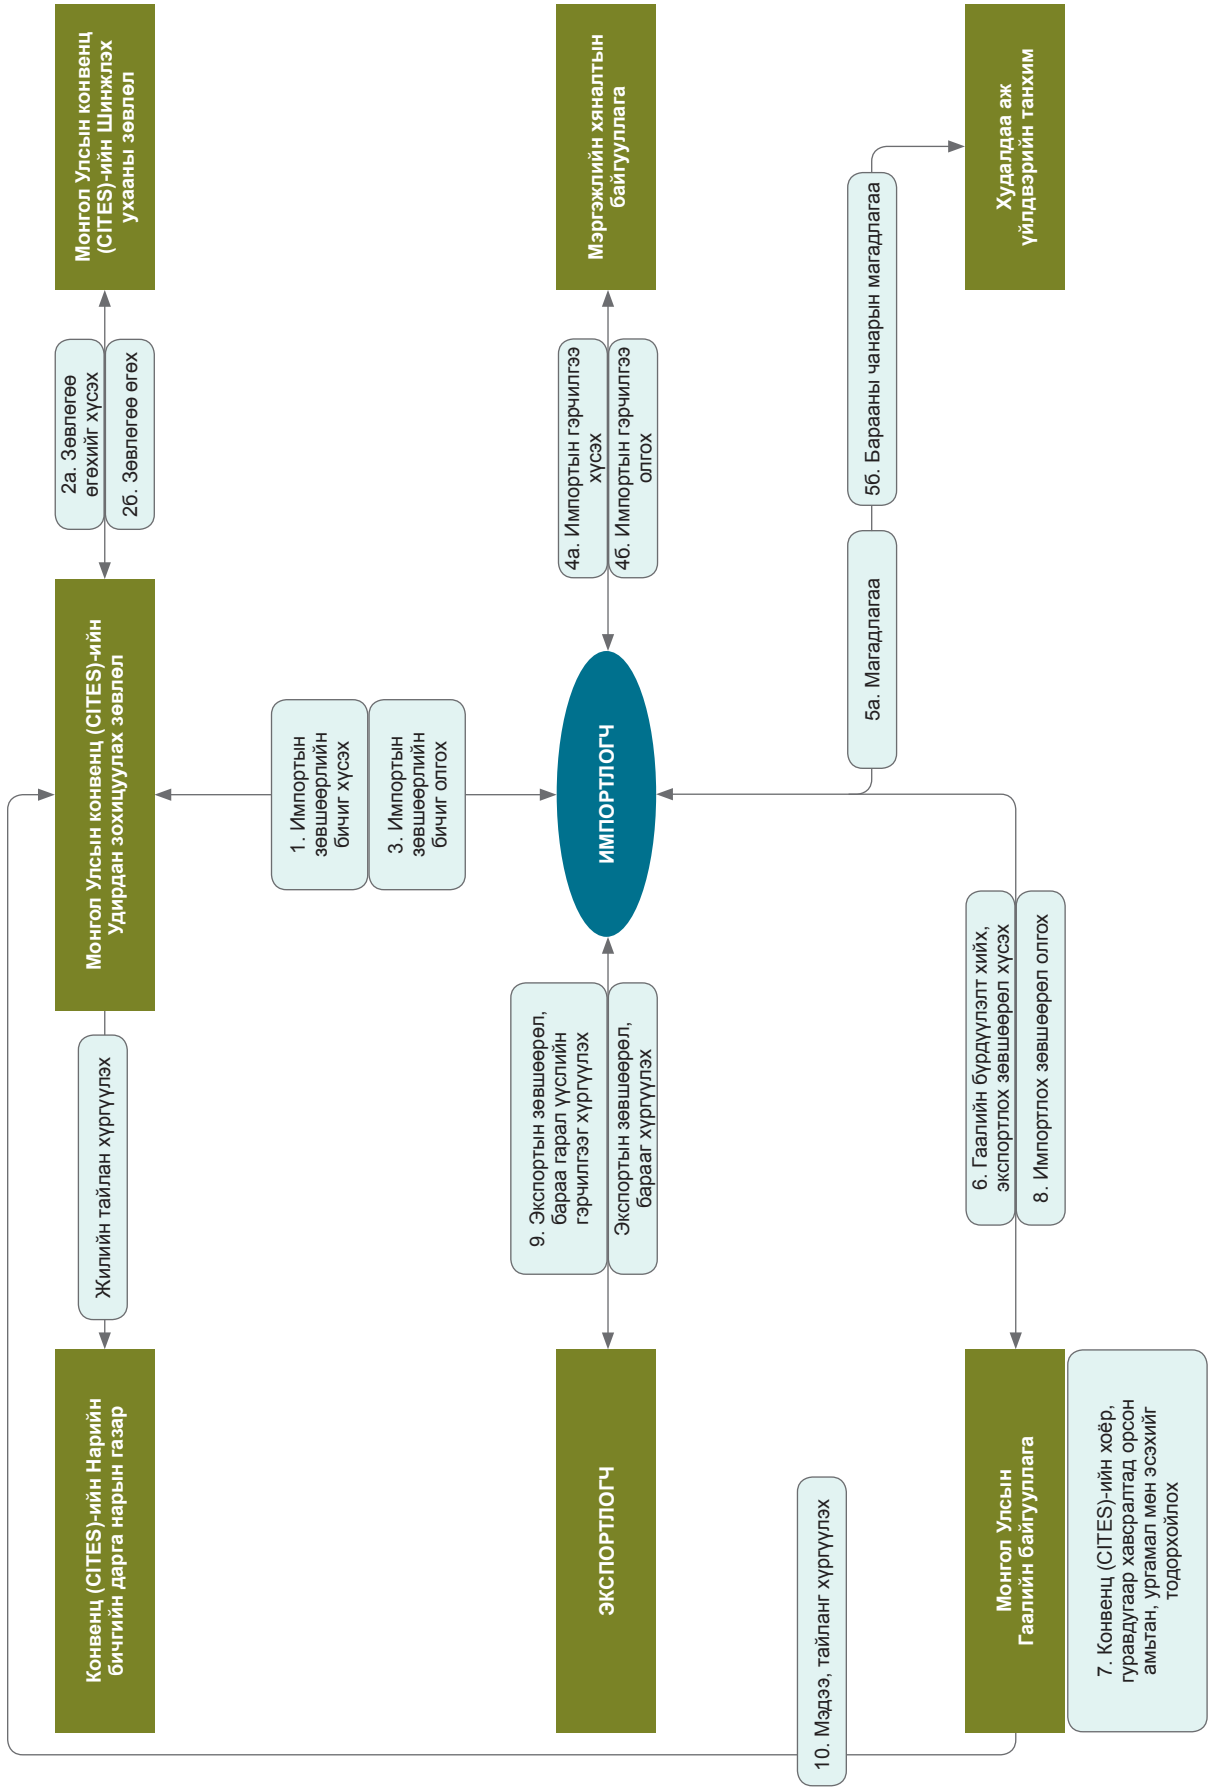 Конвенц (CITES)-ийн Нарийн
бичгийн дарга нарын газар
Жилийн тайлан хүргүүлэх
Монгол Улсын конвенц (CITES)-ийн
Удирдан зохицуулах зөвлөл
2а. Зөвлөгөө
өгөхийг хүсэх
2б. Зөвлөгөө өгөх
Монгол Улсын конвенц
(CITES)-ийн Шинжлэх
ухааны зөвлөл
1. Импортын
зөвшөөрлийн
бичиг хүсэх
3. Импортын
зөвшөөрлийн
бичиг олгох
ЭКСПОРТЛОГЧ
9. Экспортын зөвшөөрөл,
бараа гарал үүслийн
гэрчилгээг хүргүүлэх
Экспортын зөвшөөрөл,
барааг хүргүүлэх
ИМПОРТЛОГЧ
4а. Импортын гэрчилгээ
хүсэх
4б. Импортын гэрчилгээ
олгох
Мэргэжлийн хяналтын
байгууллага
10. Мэдээ, тайланг хүргүүлэх
5а. Магадлагаа
5б. Барааны чанарын магадлагаа
Монгол Улсын
Гаалийн байгууллага
6. Гаалийн бүрдүүлэлт хийх,
экспортлох зөвшөөрөл хүсэх
8. Импортлох зөвшөөрөл олгох
Худалдаа аж
үйлдвэрийн танхим
7. Конвенц (CITES)-ийн хоёр,
гуравдугаар хавсралтад орсон
амьтан, ургамал мөн эсэхийг
тодорхойлох